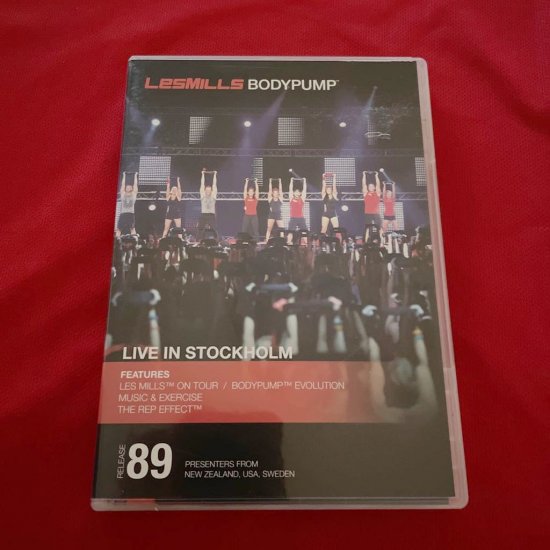 LESMILLS BODYPUMP™
LIVE IN STOCKHOLM
FEATURES
LES MILLS™ ON TOUR / BODYPUMP™ EVOLUTION
MUSIC & EXERCISE
THE REP EFFECT™
RELEASE 89
PRESENTERS FROM
NEW ZEALAND, USA, SWEDEN